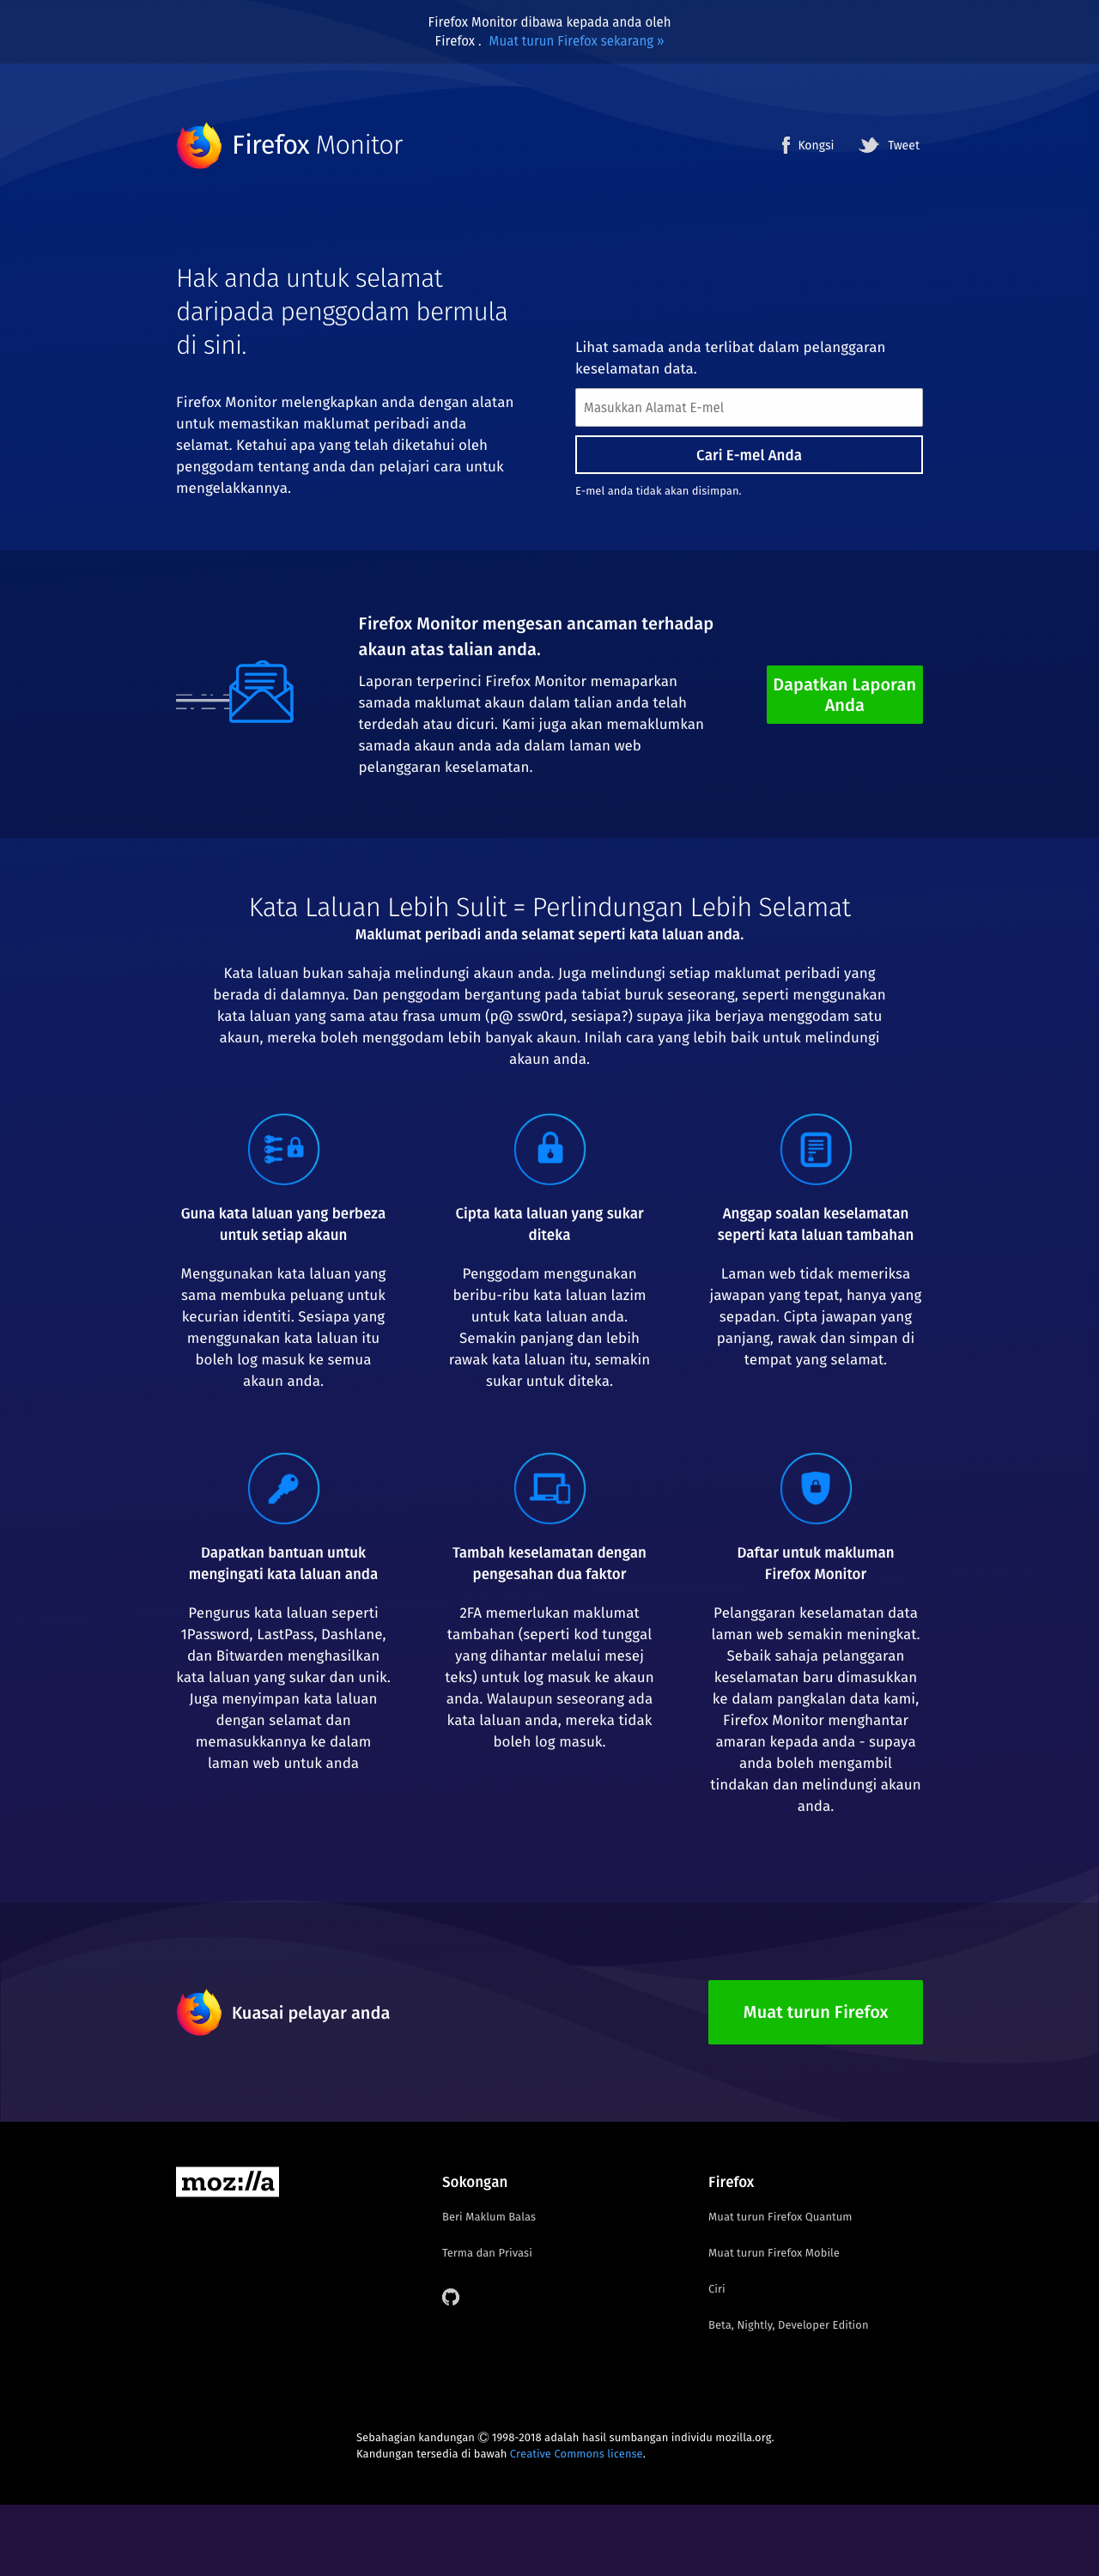 Firefox Monitor dibawa kepada anda oleh
Firefox . Muat turun Firefox sekarang »
Firefox Monitor
Kongsi
Tweet
Hak anda untuk selamat
daripada penggodam bermula
di sini.
Firefox Monitor melengkapkan anda dengan alatan
untuk memastikan maklumat peribadi anda
selamat. Ketahui apa yang telah diketahui oleh
penggodam tentang anda dan pelajari cara untuk
mengelakkannya.
Lihat samada anda terlibat dalam pelanggaran
keselamatan data.
Masukkan Alamat E-mel
Cari E-mel Anda
E-mel anda tidak akan disimpan.
Firefox Monitor mengesan ancaman terhadap
akaun atas talian anda.
Laporan terperinci Firefox Monitor memaparkan
samada maklumat akaun dalam talian anda telah
terdedah atau dicuri. Kami juga akan memaklumkan
samada akaun anda ada dalam laman web
pelanggaran keselamatan.
Dapatkan Laporan
Anda
Kata Laluan Lebih Sulit = Perlindungan Lebih Selamat
Maklumat peribadi anda selamat seperti kata laluan anda.
Kata laluan bukan sahaja melindungi akaun anda. Juga melindungi setiap maklumat peribadi yang
berada di dalamnya. Dan penggodam bergantung pada tabiat buruk seseorang, seperti menggunakan
kata laluan yang sama atau frasa umum (p@ ssw0rd, sesiapa?) supaya jika berjaya menggodam satu
akaun, mereka boleh menggodam lebih banyak akaun. Inilah cara yang lebih baik untuk melindungi
akaun anda.
Guna kata laluan yang berbeza
untuk setiap akaun
Menggunakan kata laluan yang
sama membuka peluang untuk
kecurian identiti. Sesiapa yang
menggunakan kata laluan itu
boleh log masuk ke semua
akaun anda.
Cipta kata laluan yang sukar
diteka
Penggodam menggunakan
beribu-ribu kata laluan lazim
untuk kata laluan anda.
Semakin panjang dan lebih
rawak kata laluan itu, semakin
sukar untuk diteka.
Anggap soalan keselamatan
seperti kata laluan tambahan
Laman web tidak memeriksa
jawapan yang tepat, hanya yang
sepadan. Cipta jawapan yang
panjang, rawak dan simpan di
tempat yang selamat.
Dapatkan bantuan untuk
mengingati kata laluan anda
Pengurus kata laluan seperti
1Password, LastPass, Dashlane,
dan Bitwarden menghasilkan
kata laluan yang sukar dan unik.
Juga menyimpan kata laluan
dengan selamat dan
memasukkannya ke dalam
laman web untuk anda
Tambah keselamatan dengan
pengesahan dua faktor
2FA memerlukan maklumat
tambahan (seperti kod tunggal
yang dihantar melalui mesej
teks) untuk log masuk ke akaun
anda. Walaupun seseorang ada
kata laluan anda, mereka tidak
boleh log masuk.
Daftar untuk makluman
Firefox Monitor
Pelanggaran keselamatan data
laman web semakin meningkat.
Sebaik sahaja pelanggaran
keselamatan baru dimasukkan
ke dalam pangkalan data kami,
Firefox Monitor menghantar
amaran kepada anda - supaya
anda boleh mengambil
tindakan dan melindungi akaun
anda.
Kuasai pelayar anda
Muat turun Firefox
moz://a
Sokongan
Beri Maklum Balas
Terma dan Privasi
Firefox
Muat turun Firefox Quantum
Muat turun Firefox Mobile
Ciri
Beta, Nightly, Developer Edition
Sebahagian kandungan © 1998-2018 adalah hasil sumbangan individu mozilla.org.
Kandungan tersedia di bawah Creative Commons license.